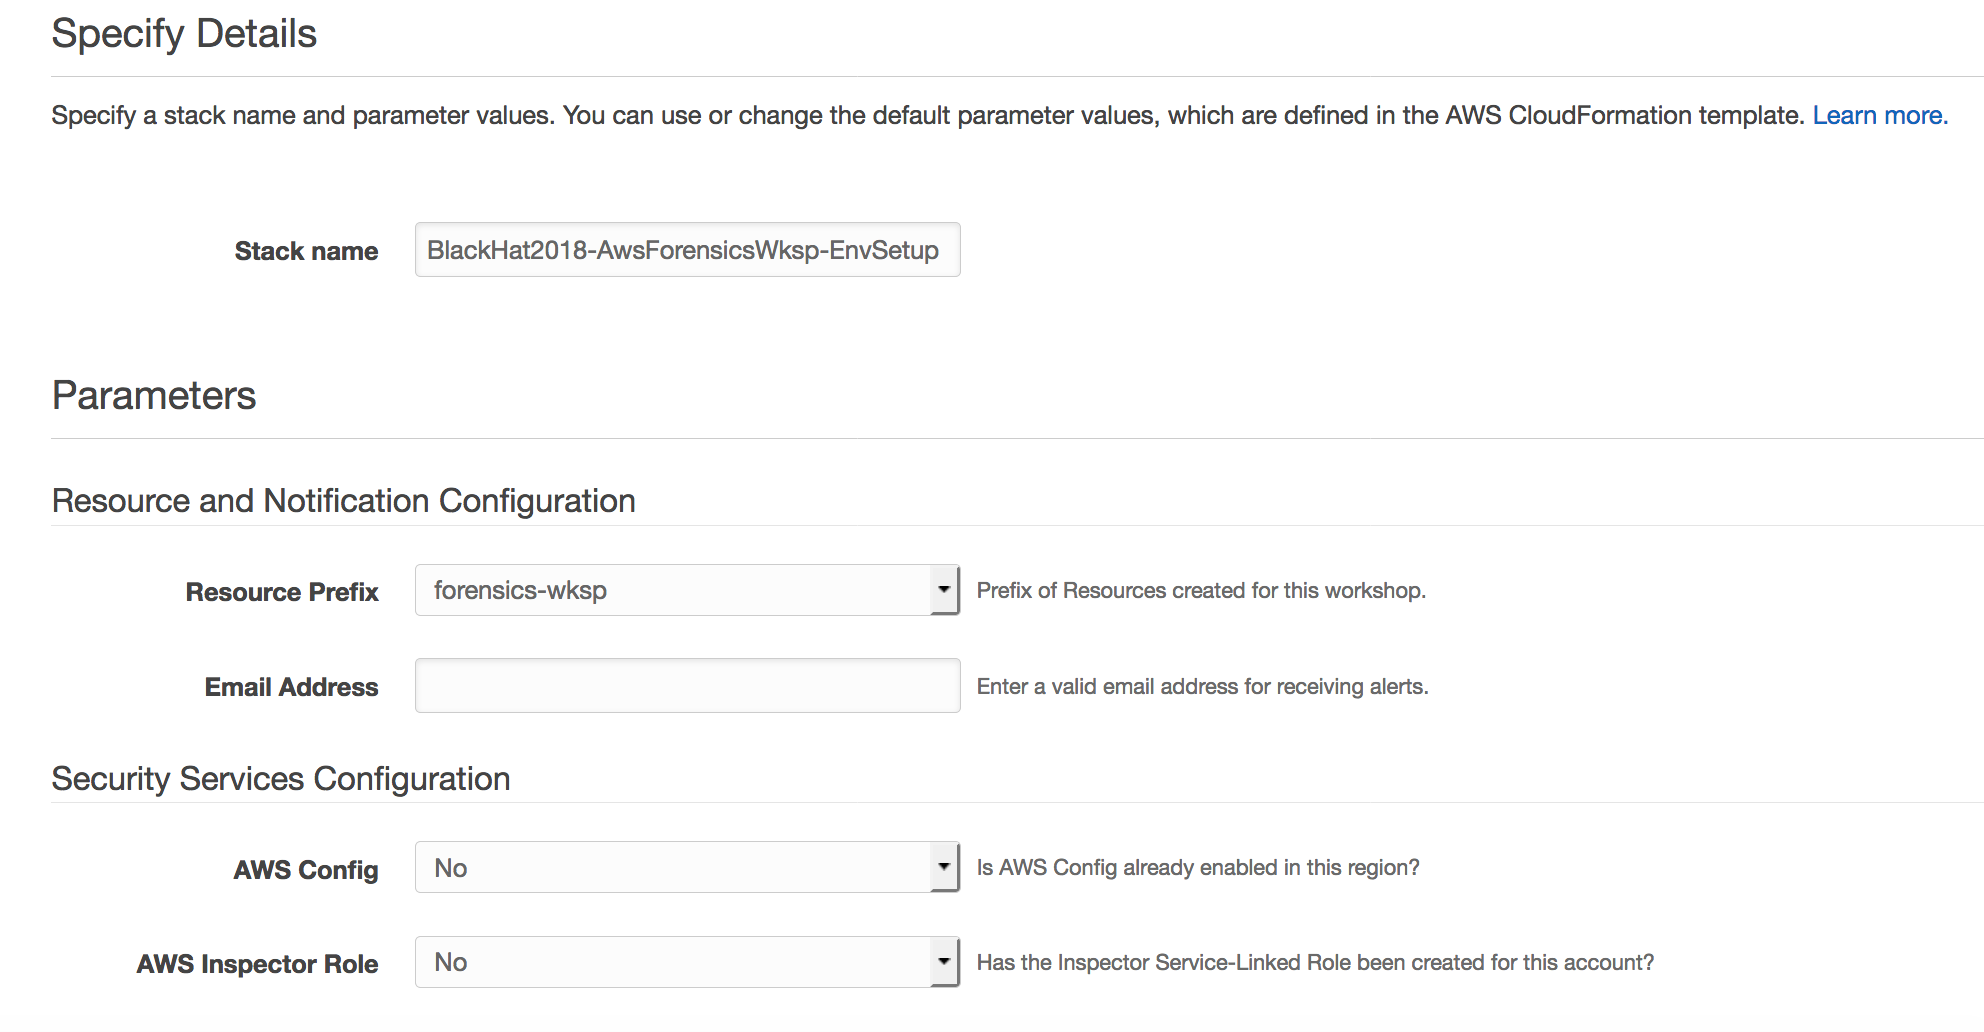 Specify Details
Specify a stack name and parameter values. You can use or change the default parameter values, which are defined in the AWS CloudFormation template. Learn more.
Stack name BlackHat2018-AwsForensicsWksp-EnvSetup
Parameters
Resource and Notification Configuration
Resource Prefix forensics-wksp Prefix of Resources created for this workshop.
Email Address Enter a valid email address for receiving alerts.
Security Services Configuration
AWS Config No Is AWS Config already enabled in this region?
AWS Inspector Role No Has the Inspector Service-Linked Role been created for this account?